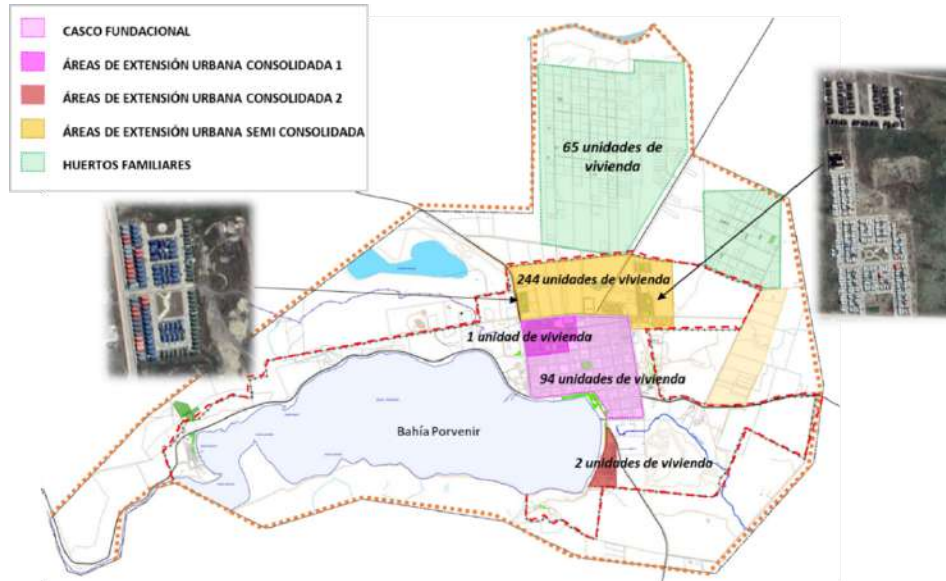 CASCO FUNDACIONAL
ÁREAS DE EXTENSIÓN URBANA CONSOLIDADA 1
ÁREAS DE EXTENSIÓN URBANA CONSOLIDADA 2
ÁREAS DE EXTENSIÓN URBANA SEMI CONSOLIDADA
HUERTOS FAMILIARES
65 unidades de
vivienda
244 unidades de vivienda
1 unidad de vivienda
94 unidades de vivienda
Bahía Porvenir
2 unidades de vivienda